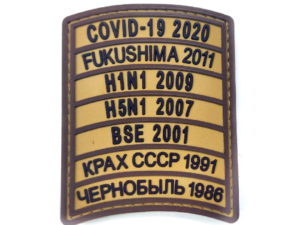 COVID-19 2020
FUKUSHIMA 2011
H1N1 2009
H5N1 2007
BSE 2001
КРАХ СССР 1991
ЧЕРНОБЫЛЬ 1986